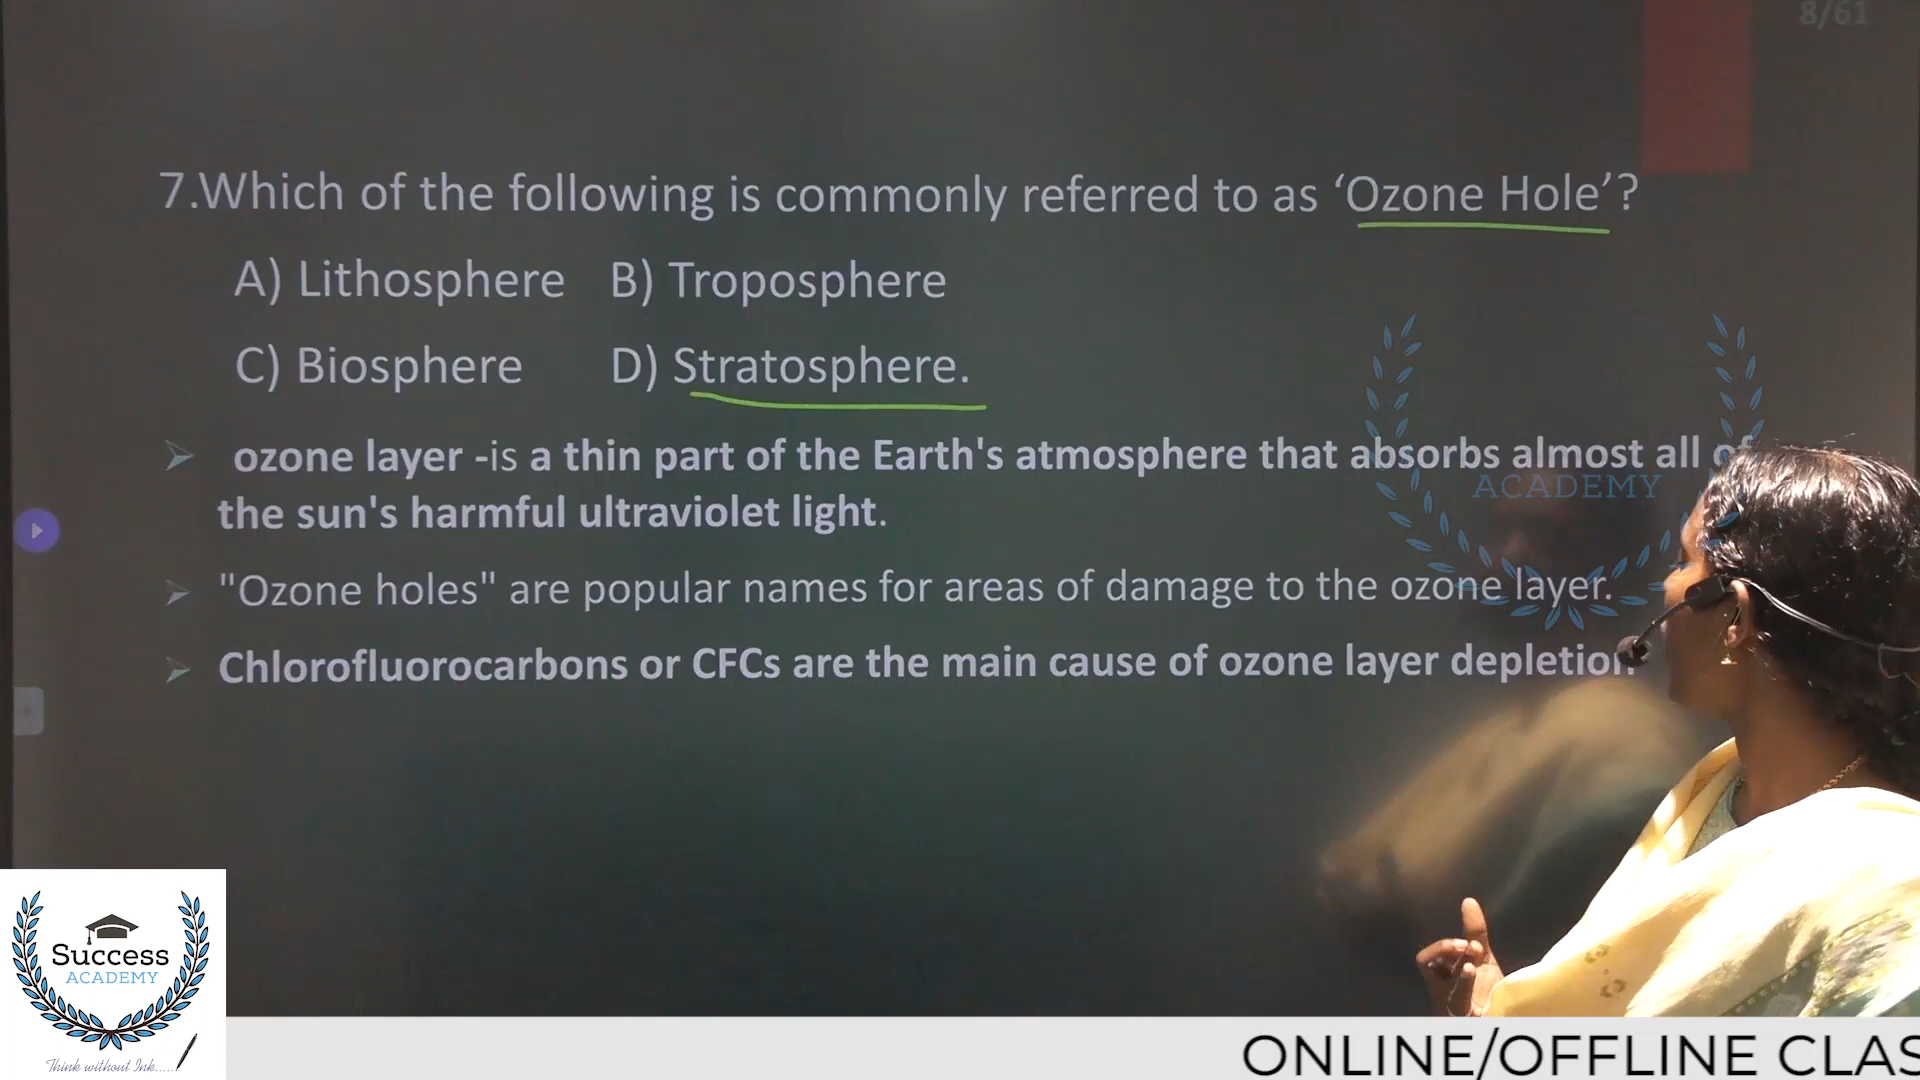 8/61
7.Which of the following is commonly referred to as ‘Ozone Hole’?
A) Lithosphere B) Troposphere
C) Biosphere D) Stratosphere.
ozone layer -is a thin part of the Earth's atmosphere that absorbs almost all of
the sun's harmful ultraviolet light.
"Ozone holes" are popular names for areas of damage to the ozone layer.
Chlorofluorocarbons or CFCs are the main cause of ozone layer depletion.
ACADEMY
Success
ACADEMY
Think without Ink.....
ONLINE/OFFLINE CLAS